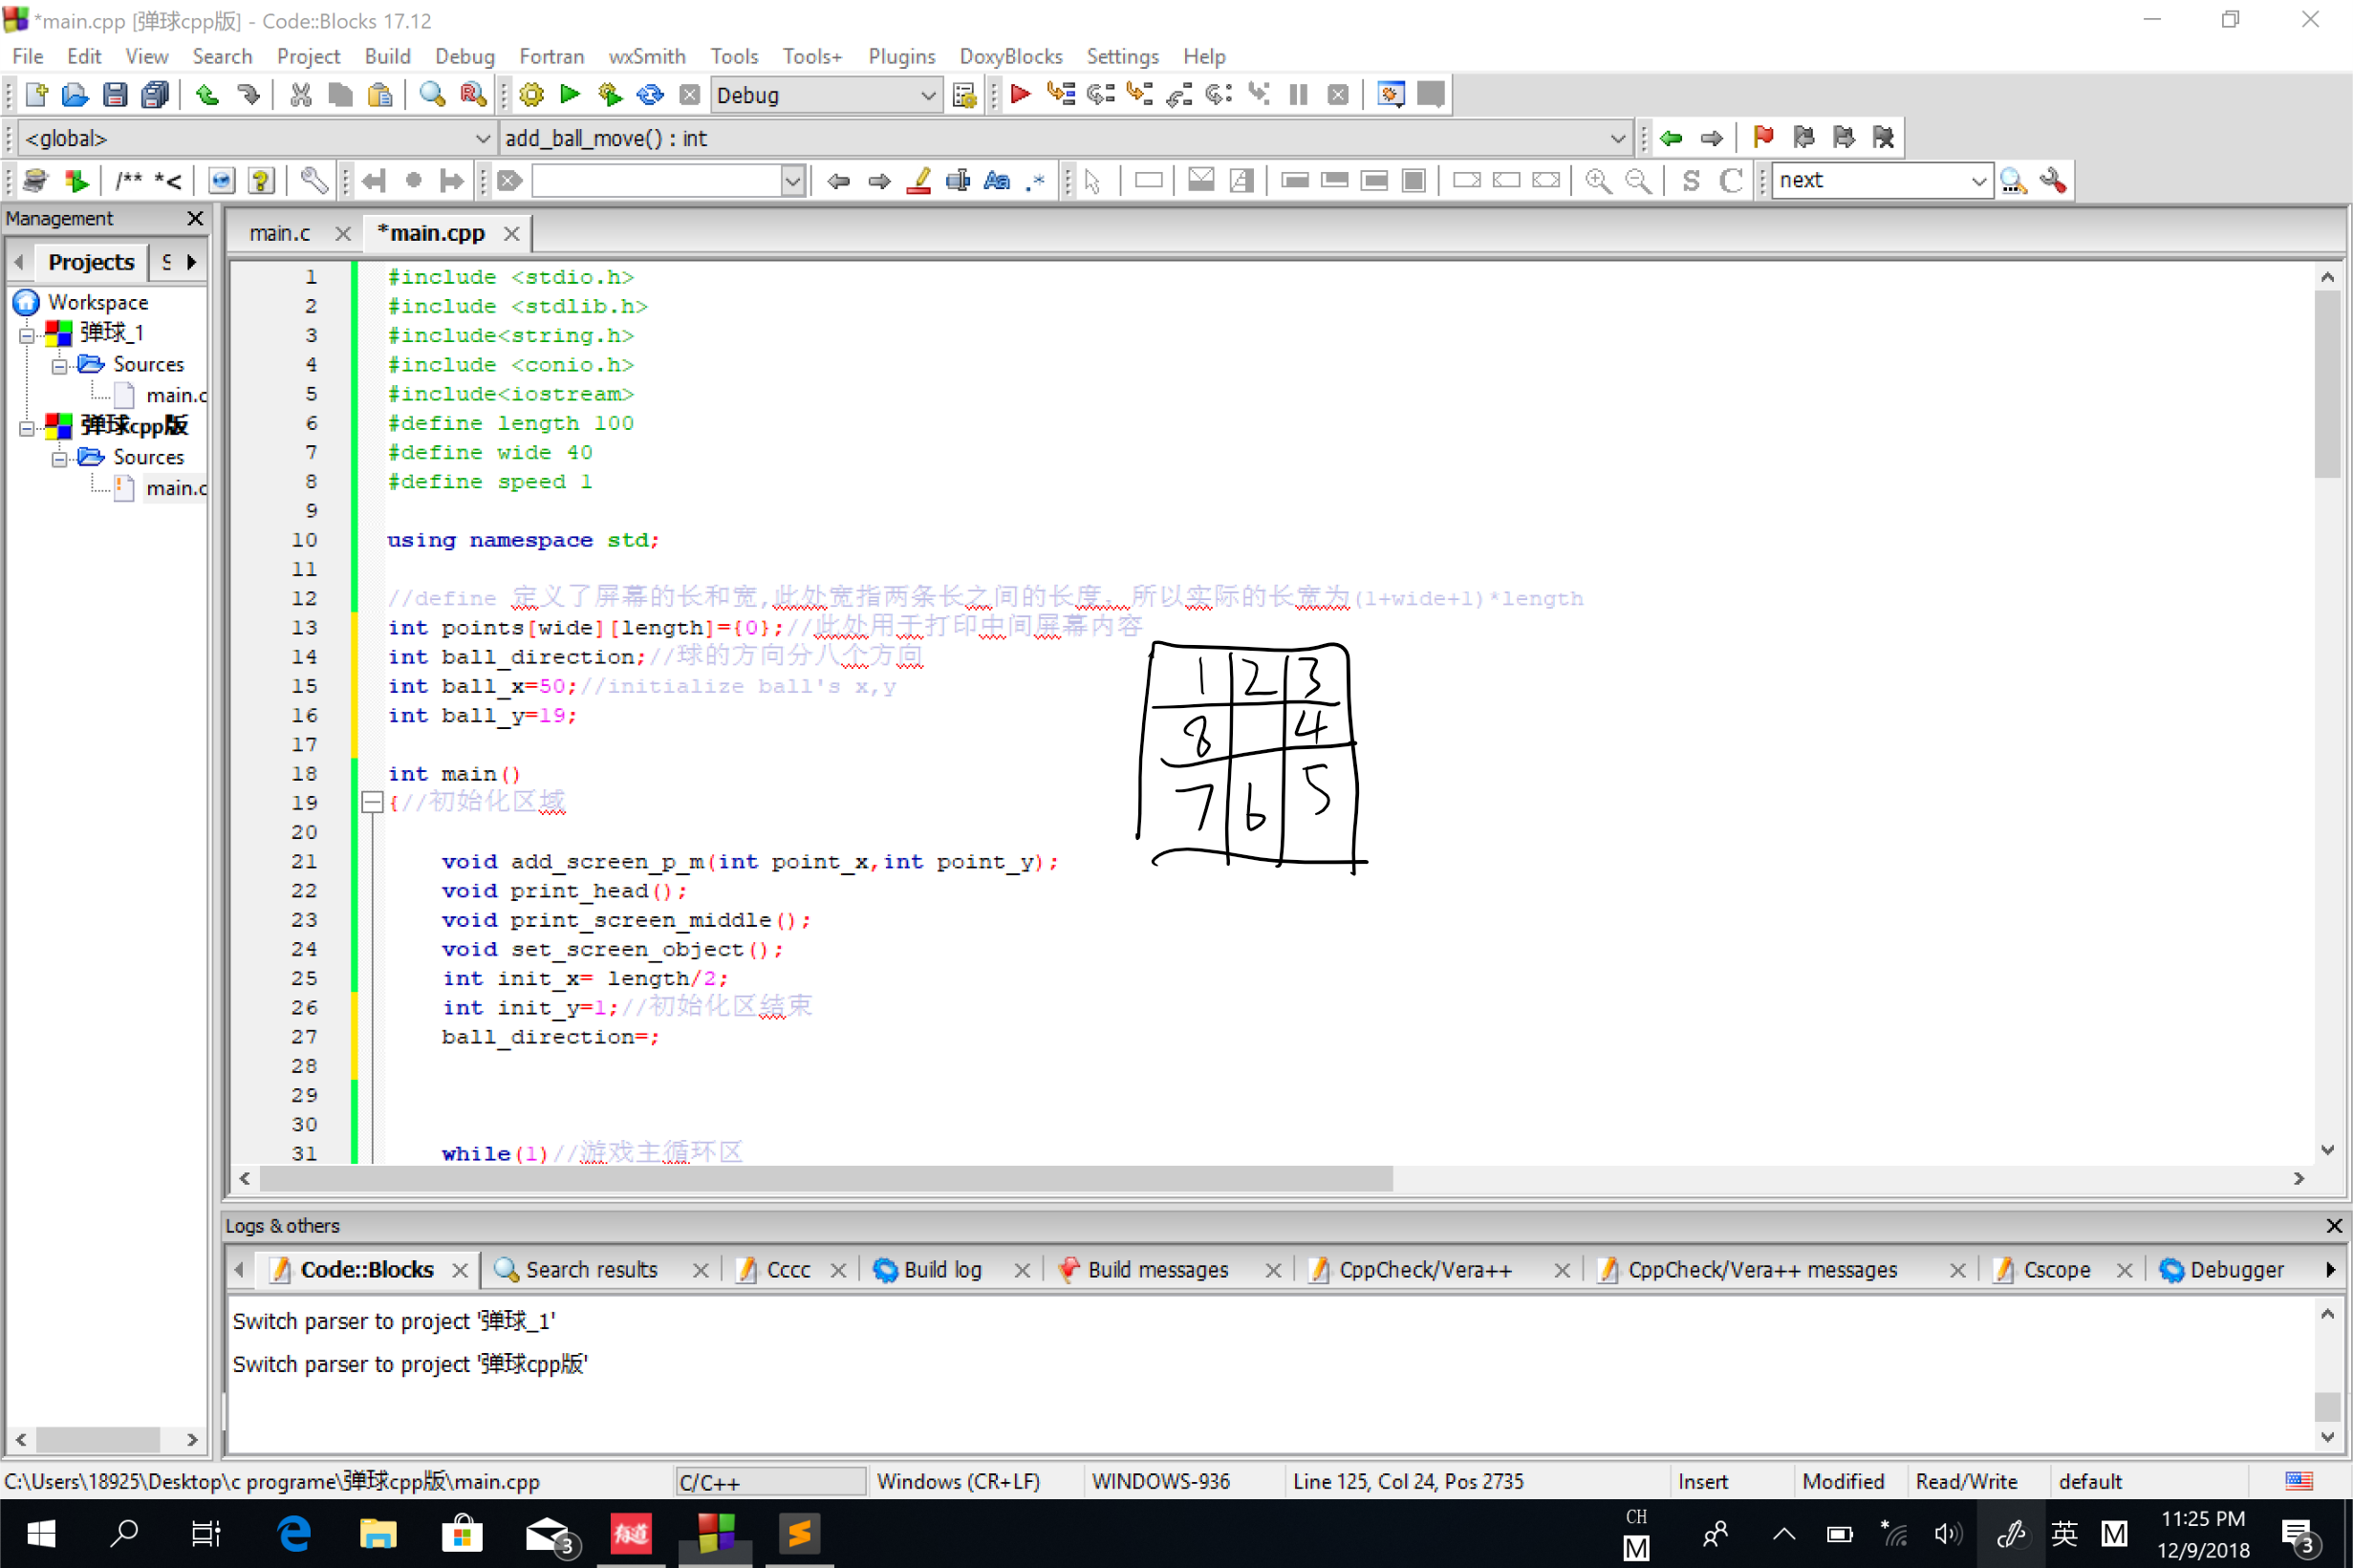 *main.cpp [弹球cpp版] - Code::Blocks 17.12
File Edit View Search Project Build Debug Fortran wxSmith Tools Tools+ Plugins DoxyBlocks Settings Help
Debug
<global> add_ball_move() : int
/** *< Aa .* S C next
Management
main.c *main.cpp
Projects S
Workspace
弹球_1
Sources
main.c
弹球cpp版
Sources
main.c
1 #include <stdio.h>
2 #include <stdlib.h>
3 #include<string.h>
4 #include <conio.h>
5 #include<iostream>
6 #define length 100
7 #define wide 40
8 #define speed 1
9
10 using namespace std;
11
12 //define 定义了屏幕的长和宽,此处宽指两条长之间的长度，所以实际的长宽为(1+wide+1)*length
13 int points[wide][length]={0};//此处用于打印中间屏幕内容
14 int ball_direction;//球的方向分八个方向
15 int ball_x=50;//initialize ball's x,y
16 int ball_y=19;
17
18 int main()
19 {//初始化区域
20
21 void add_screen_p_m(int point_x,int point_y);
22 void print_head();
23 void print_screen_middle();
24 void set_screen_object();
25 int init_x= length/2;
26 int init_y=1;//初始化区结束
27 ball_direction=;
28
29
30
31 while(1)//游戏主循环区
1 2 3
8 4
7 6 5
Logs & others
Code::Blocks Search results Cccc Build log Build messages CppCheck/Vera++ CppCheck/Vera++ messages Cscope Debugger
Switch parser to project '弹球_1'
Switch parser to project '弹球cpp版'
C:\Users\18925\Desktop\c programe\弹球cpp版\main.cpp C/C++ Windows (CR+LF) WINDOWS-936 Line 125, Col 24, Pos 2735 Insert Modified Read/Write default
3 有道 CH M 英 M 11:25 PM
12/9/2018 3